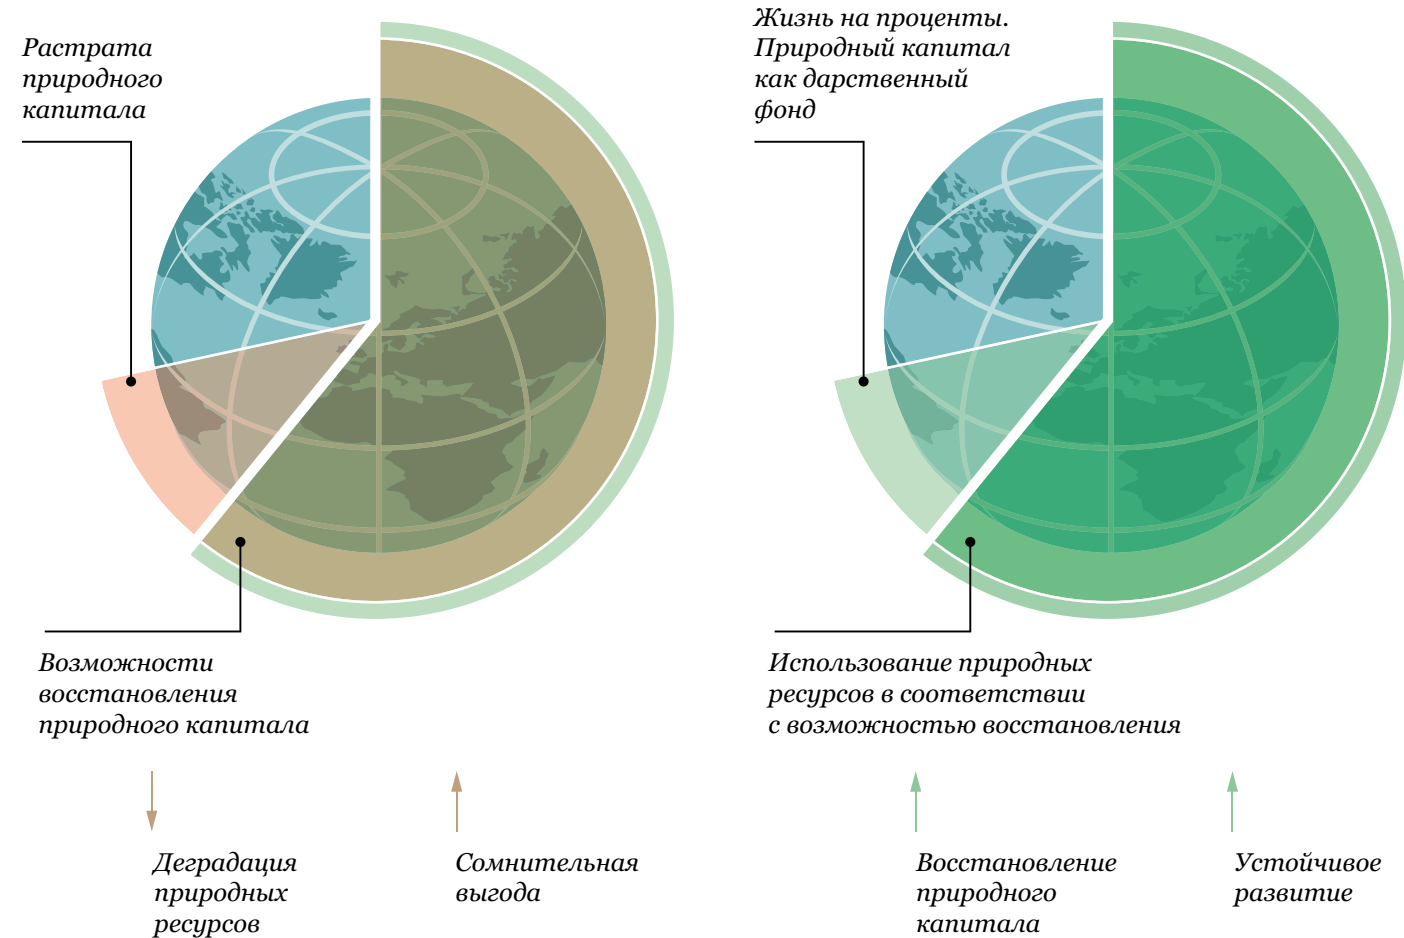 Растрата
природного
капитала
Возможности
восстановления
природного капитала
Деградация
природных
ресурсов
Сомнительная
выгода
Жизнь на проценты.
Природный капитал
как дарственный
фонд
Использование природных
ресурсов в соответствии
с возможностью восстановления
Восстановление
природного
капитала
Устойчивое
развитие